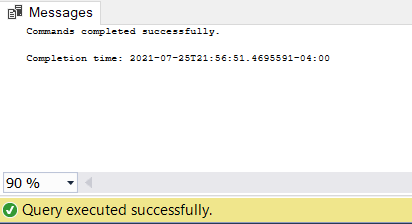 Messages
Commands completed successfully.
Completion time: 2021-07-25T21:56:51.4695591-04:00
90 %
Query executed successfully.